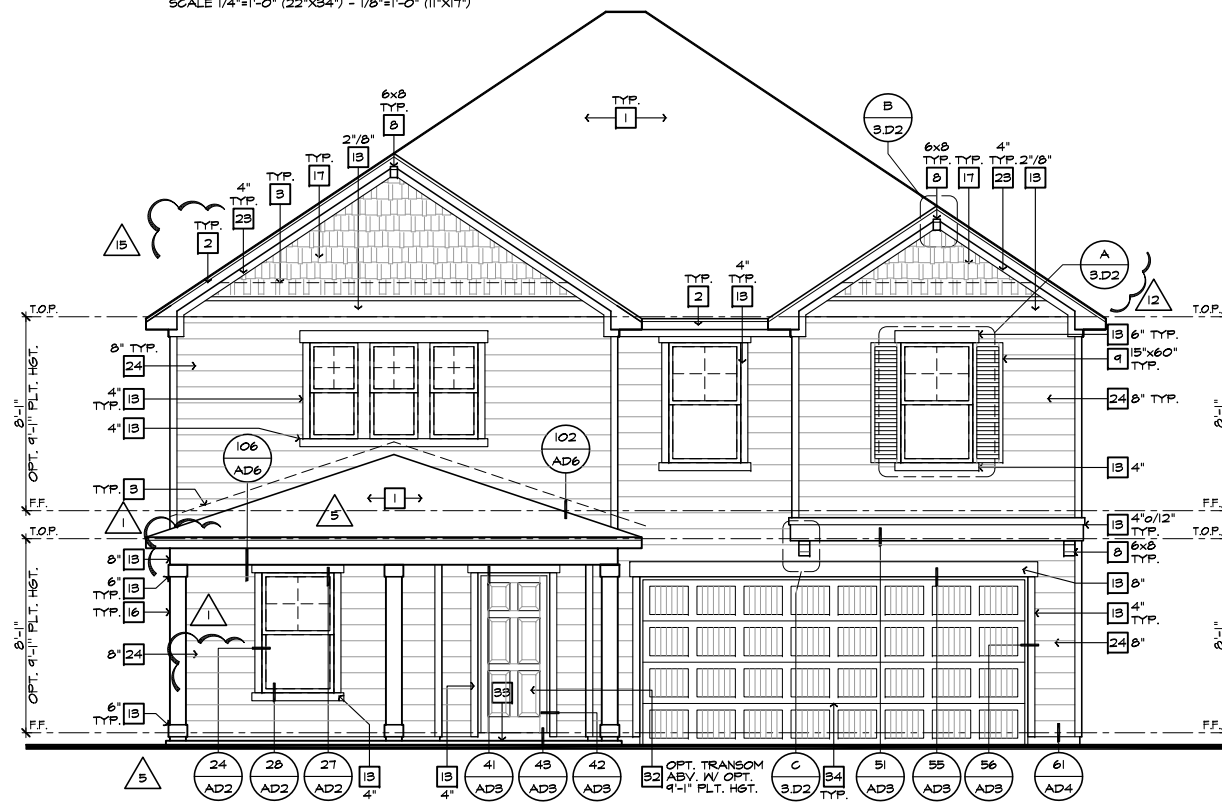 SCALE 1/4"=1'-0" (22"X34") - 1/8"=1'-0" (11"X17")
6x8
TYP.
8
TYP.
1
B
3.D2
2"/8"
13
TYP.
17
TYP.
3
4"
TYP.
23
TYP.
2
15
6x8
TYP.
8
TYP.
17
4"
TYP.
23
2"/8"
13
A
3.D2
12
TYP.
2
4"
TYP.
13
T.O.P.
T.O.P.
8" TYP.
24
4"
TYP.
13
4"
13
TYP.
3
106
AD6
102
AD6
1
5
13
6" TYP.
9
15"x60"
TYP.
24
8" TYP.
13
4"
8'-1"
OPT. 9'-1" PLT. HGT.
8'-1"
F.F.
F.F.
1
T.O.P.
T.O.P.
13
4"o/12"
TYP.
8
6x8
TYP.
8"
13
6"
TYP.
13
TYP.
16
1
8"
24
6"
TYP.
13
13
8"
13
4"
TYP.
24
8"
8'-1"
OPT. 9'-1" PLT. HGT.
8'-1"
F.F.
F.F.
33
5
24
AD2
28
AD2
27
AD2
13
4"
13
4"
41
AD3
43
AD3
42
AD3
32
OPT. TRANSOM
ABV. W/ OPT.
9'-1" PLT. HGT.
C
3.D2
34
TYP.
51
AD3
55
AD3
56
AD3
61
AD4